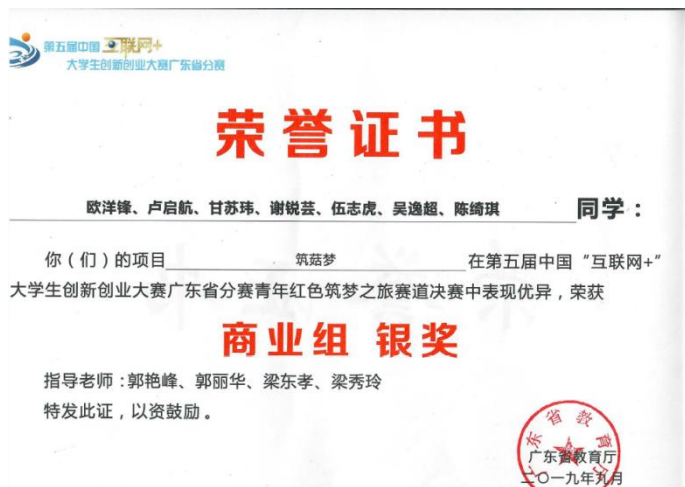 第五届中国 互联网+
大学生创新创业大赛广东省分赛
荣誉证书
欧洋锋、卢启航、甘苏玮、谢锐芸、伍志虎、吴逸超、陈绮琪 同学：
你（们）的项目 筑菇梦 在第五届中国“互联网+”
大学生创新创业大赛广东省分赛青年红色筑梦之旅赛道决赛中表现优异，荣获
商业组 银奖
指导老师：郭艳峰、郭丽华、梁东孝、梁秀玲
特发此证，以资鼓励。
广东省教育厅
广东省教育厅
二〇一九年九月